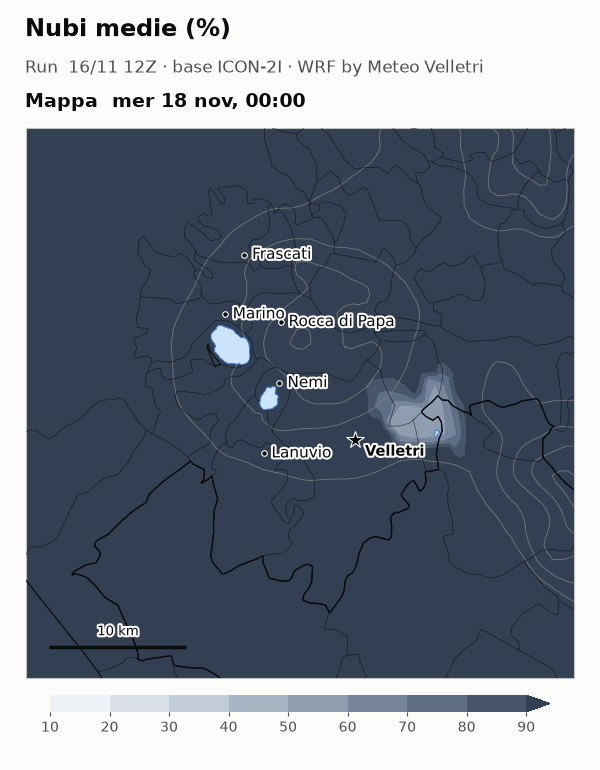 Nubi medie (%)
Run  16/11 12Z · base ICON-2I · WRF by Meteo Velletri
Mappa  mer 18 nov, 00:00
Frascati
Marino
Rocca di Papa
Nemi
Velletri
Lanuvio
10 km
10 20 30 40 50 60 70 80 90